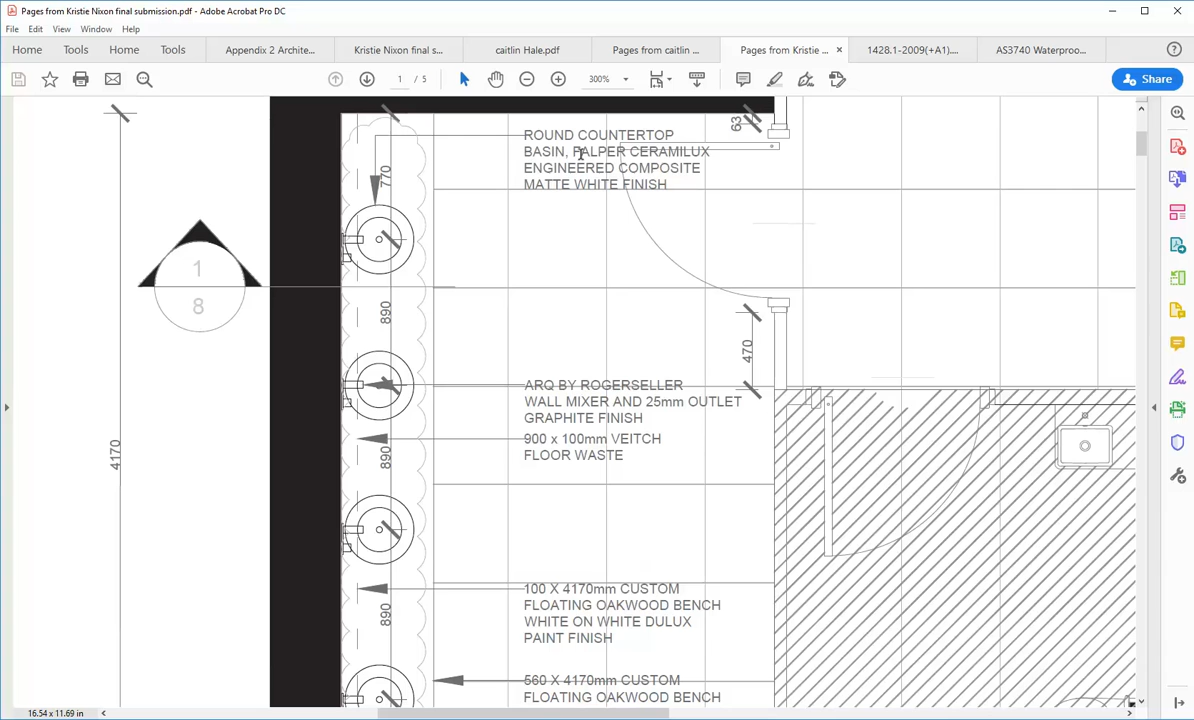 Pages from Kristie Nixon final submission.pdf - Adobe Acrobat Pro DC
File Edit View Window Help
Home Tools Home Tools Appendix 2 Archite... Kristie Nixon final s... caitlin Hale.pdf Pages from caitlin ... Pages from Kristie ... × 1428.1-2009(+A1).... AS3740 Waterproo...
1 / 5 300% Share
63
ROUND COUNTERTOP
BASIN, FALPER CERAMILUX
ENGINEERED COMPOSITE
MATTE WHITE FINISH
770
1
8
890
470
ARQ BY ROGERSELLER
WALL MIXER AND 25mm OUTLET
GRAPHITE FINISH
900 x 100mm VEITCH
FLOOR WASTE
4170
890
100 X 4170mm CUSTOM
FLOATING OAKWOOD BENCH
WHITE ON WHITE DULUX
PAINT FINISH
890
560 X 4170mm CUSTOM
FLOATING OAKWOOD BENCH
16.54 x 11.69 in